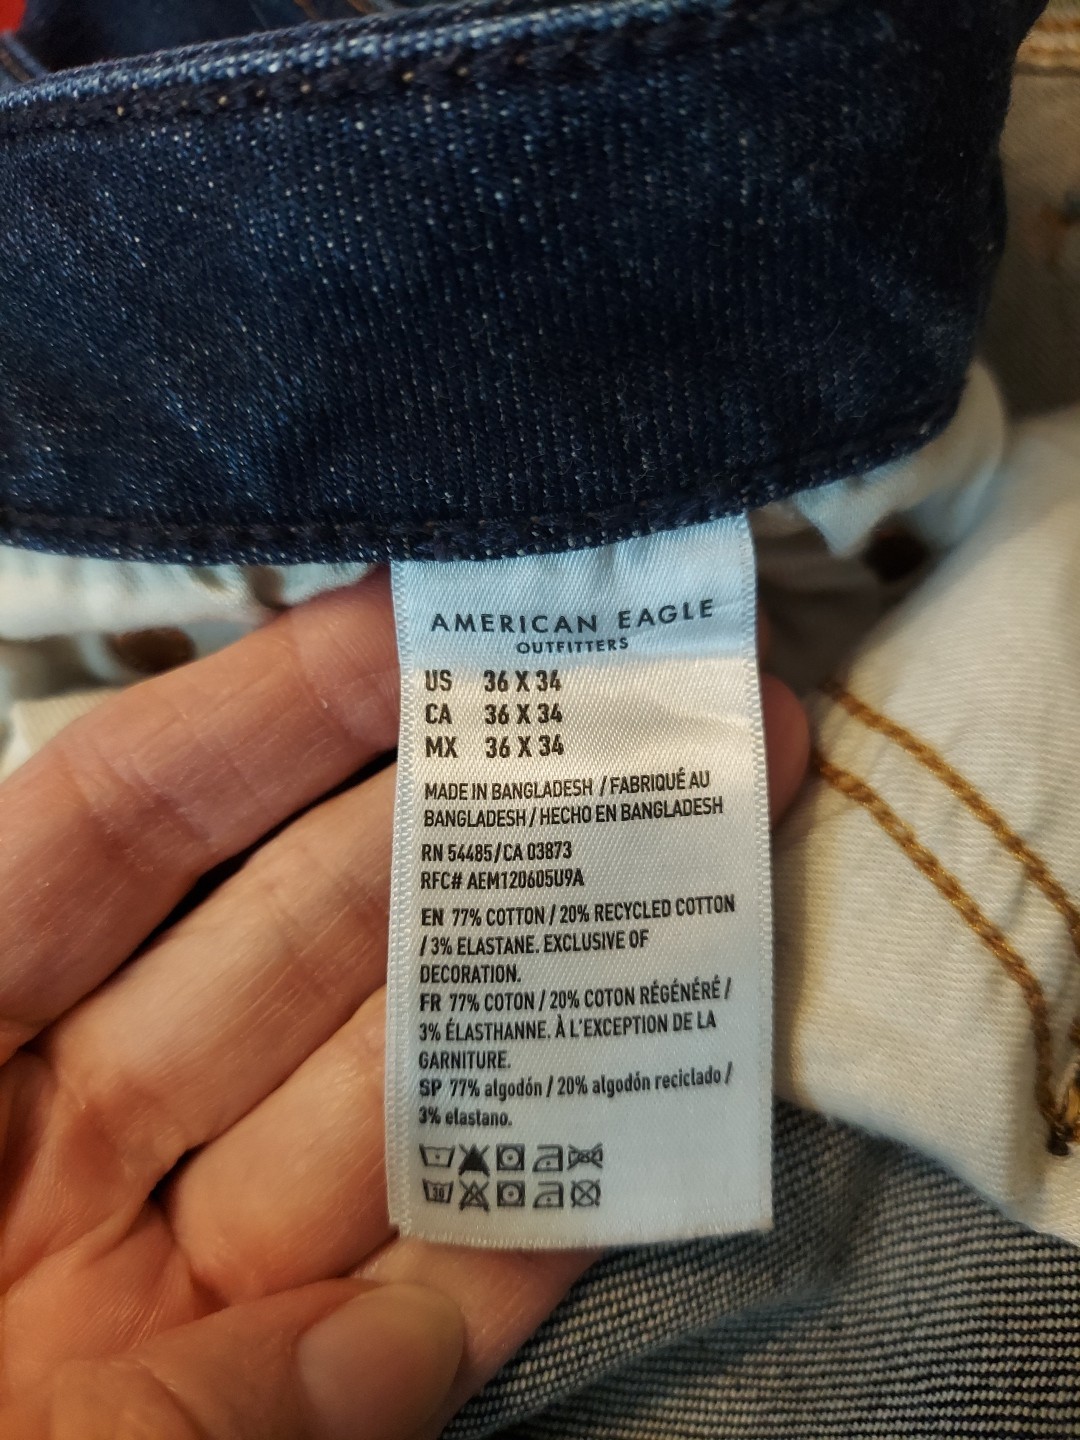 AMERICAN EAGLE
OUTFITTERS
US 36 X 34
CA 36 X 34
MX 36 X 34
MADE IN BANGLADESH / FABRIQUÉ AU
BANGLADESH / HECHO EN BANGLADESH
RN 54485/CA 03873
RFC# AEM120605U9A
EN 77% COTTON / 20% RECYCLED COTTON
/ 3% ELASTANE. EXCLUSIVE OF
DECORATION.
FR 77% COTON / 20% COTON RÉGÉNÉRÉ /
3% ÉLASTHANNE. À L'EXCEPTION DE LA
GARNITURE.
SP 77% algodón / 20% algodón reciclado /
3% elastano.
30